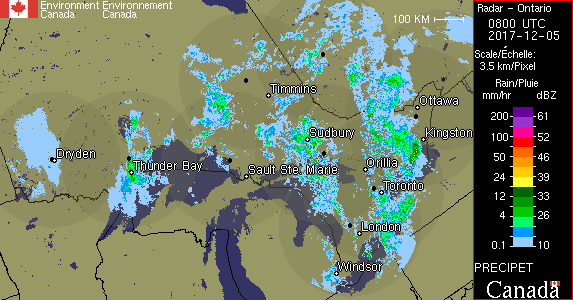 Environment Environnement
Canada Canada
100 KM
Timmins
Ottawa
Sudbury
Kingston
Dryden
Thunder Bay
Sault Ste. Marie
Orillia
Toronto
London
Windsor
Radar - Ontario
0800 UTC
2017-12-05
Scale/Échelle:
3.5 km/Pixel
Rain/Pluie
mm/hr dBZ
200 61
100 52
50 46
24 39
12 33
4 26
0.1 10
PRECIPET
Canada